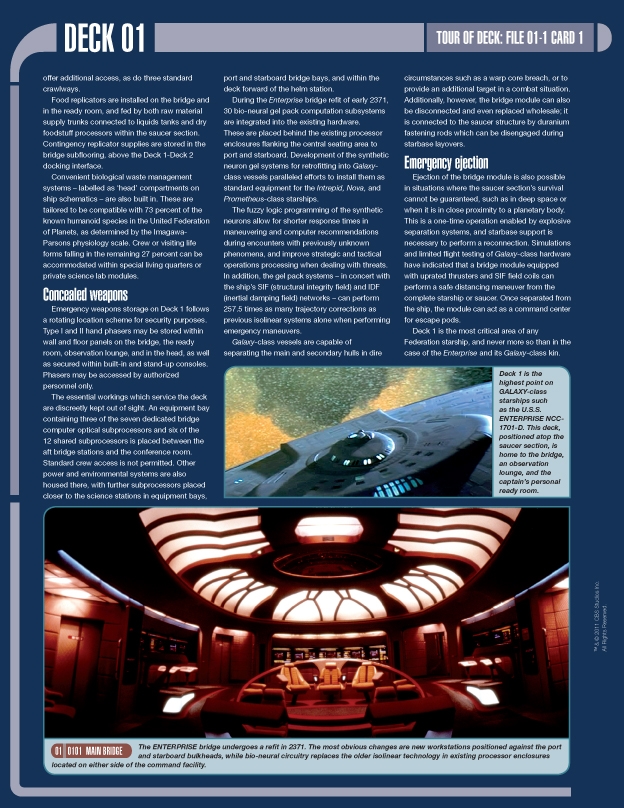 DECK 01
TOUR OF DECK: FILE 01-1 CARD 1
offer additional access, as do three standard
crawlways.
Food replicators are installed on the bridge and
in the ready room, and fed by both raw material
supply trunks connected to liquids tanks and dry
foodstuff processors within the saucer section.
Contingency replicator supplies are stored in the
bridge subflooring, above the Deck 1-Deck 2
docking interface.
Convenient biological waste management
systems – labelled as 'head' compartments on
ship schematics – are also built in. These are
tailored to be compatible with 73 percent of the
known humanoid species in the United Federation
of Planets, as determined by the Imagawa-
Parsons physiology scale. Crew or visiting life
forms falling in the remaining 27 percent can be
accommodated within special living quarters or
private science lab modules.
Concealed weapons
Emergency weapons storage on Deck 1 follows
a rotating location scheme for security purposes.
Type I and II hand phasers may be stored within
wall and floor panels on the bridge, the ready
room, observation lounge, and in the head, as well
as secured within built-in and stand-up consoles.
Phasers may be accessed by authorized
personnel only.
The essential workings which service the deck
are discreetly kept out of sight. An equipment bay
containing three of the seven dedicated bridge
computer optical subprocessors and six of the
12 shared subprocessors is placed between the
aft bridge stations and the conference room.
Standard crew access is not permitted. Other
power and environmental systems are also
housed there, with further subprocessors placed
closer to the science stations in equipment bays,
port and starboard bridge bays, and within the
deck forward of the helm station.
During the Enterprise bridge refit of early 2371,
30 bio-neural gel pack computation subsystems
are integrated into the existing hardware.
These are placed behind the existing processor
enclosures flanking the central seating area to
port and starboard. Development of the synthetic
neuron gel systems for retrofitting into Galaxy-
class vessels paralleled efforts to install them as
standard equipment for the Intrepid, Nova, and
Prometheus-class starships.
The fuzzy logic programming of the synthetic
neurons allow for shorter response times in
maneuvering and computer recommendations
during encounters with previously unknown
phenomena, and improve strategic and tactical
operations processing when dealing with threats.
In addition, the gel pack systems – in concert with
the ship's SIF (structural integrity field) and IDF
(inertial damping field) networks – can perform
257.5 times as many trajectory corrections as
previous isolinear systems alone when performing
emergency maneuvers.
Galaxy-class vessels are capable of
separating the main and secondary hulls in dire
circumstances such as a warp core breach, or to
provide an additional target in a combat situation.
Additionally, however, the bridge module can also
be disconnected and even replaced wholesale; it
is connected to the saucer structure by duranium
fastening rods which can be disengaged during
starbase layovers.
Emergency ejection
Ejection of the bridge module is also possible
in situations where the saucer section's survival
cannot be guaranteed, such as in deep space or
when it is in close proximity to a planetary body.
This is a one-time operation enabled by explosive
separation systems, and starbase support is
necessary to perform a reconnection. Simulations
and limited flight testing of Galaxy-class hardware
have indicated that a bridge module equipped
with uprated thrusters and SIF field coils can
perform a safe distancing maneuver from the
complete starship or saucer. Once separated from
the ship, the module can act as a command center
for escape pods.
Deck 1 is the most critical area of any
Federation starship, and never more so than in the
case of the Enterprise and its Galaxy-class kin.
Deck 1 is the
highest point on
GALAXY-class
starships such
as the U.S.S.
ENTERPRISE NCC-
1701-D. This deck,
positioned atop the
saucer section, is
home to the bridge,
an observation
lounge, and the
captain's personal
ready room.
01 0101 MAIN BRIDGE
The ENTERPRISE bridge undergoes a refit in 2371. The most obvious changes are new workstations positioned against the port
and starboard bulkheads, while bio-neural circuitry replaces the older isolinear technology in existing processor enclosures
located on either side of the command facility.
™ & © 2011 CBS Studios Inc.
All Rights Reserved.